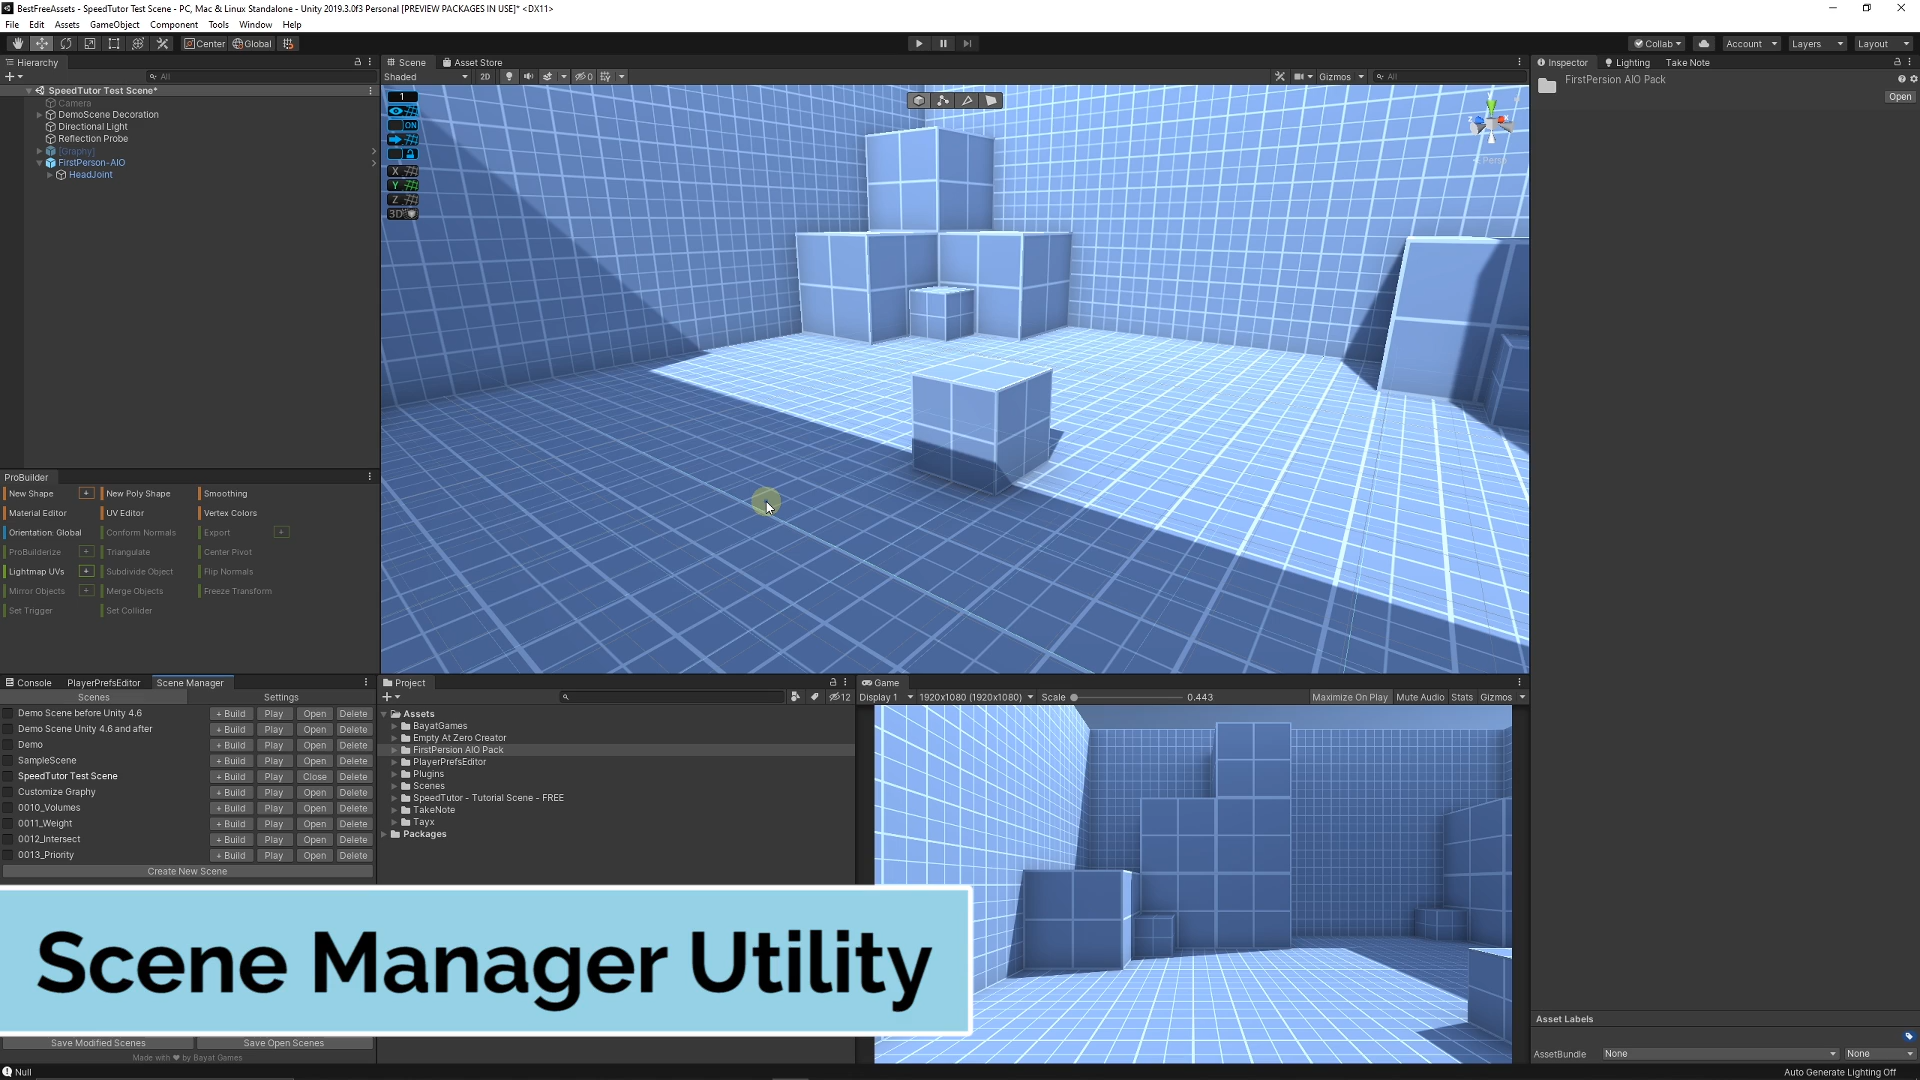 BestFreeAssets - SpeedTutor Test Scene - PC, Mac & Linux Standalone - Unity 2019.3.0f3 Personal [PREVIEW PACKAGES IN USE]* <DX11>
File Edit Assets GameObject Component Tools Window Help
Center Global
Collab Account Layers Layout
Hierarchy
All
SpeedTutor Test Scene*
Camera
DemoScene Decoration
Directional Light
Reflection Probe
[Graphy]
FirstPerson-AIO
HeadJoint
Scene Asset Store
Shaded 2D 0 Gizmos All
1
ON
X
Y
Z
3D
Persp
Inspector Lighting Take Note
FirstPersion AIO Pack
Open
ProBuilder
New Shape + New Poly Shape Smoothing
Material Editor UV Editor Vertex Colors
Orientation: Global Conform Normals Export +
ProBuilderize + Triangulate Center Pivot
Lightmap UVs + Subdivide Object Flip Normals
Mirror Objects + Merge Objects Freeze Transform
Set Trigger Set Collider
Console PlayerPrefsEditor Scene Manager
Scenes Settings
Demo Scene before Unity 4.6 + Build Play Open Delete
Demo Scene Unity 4.6 and after + Build Play Open Delete
Demo + Build Play Open Delete
SampleScene + Build Play Open Delete
SpeedTutor Test Scene + Build Play Close Delete
Customize Graphy + Build Play Open Delete
0010_Volumes + Build Play Open Delete
0011_Weight + Build Play Open Delete
0012_Intersect + Build Play Open Delete
0013_Priority + Build Play Open Delete
Create New Scene
Project
12
Assets
BayatGames
Empty At Zero Creator
FirstPersion AIO Pack
PlayerPrefsEditor
Plugins
Scenes
SpeedTutor - Tutorial Scene - FREE
TakeNote
Tayx
Packages
Game
Display 1 1920x1080 (1920x1080) Scale 0.443 Maximize On Play Mute Audio Stats Gizmos
Scene Manager Utility
Save Modified Scenes Save Open Scenes
Made with ♥ by Bayat Games
Asset Labels
AssetBundle None None
Null
Auto Generate Lighting Off